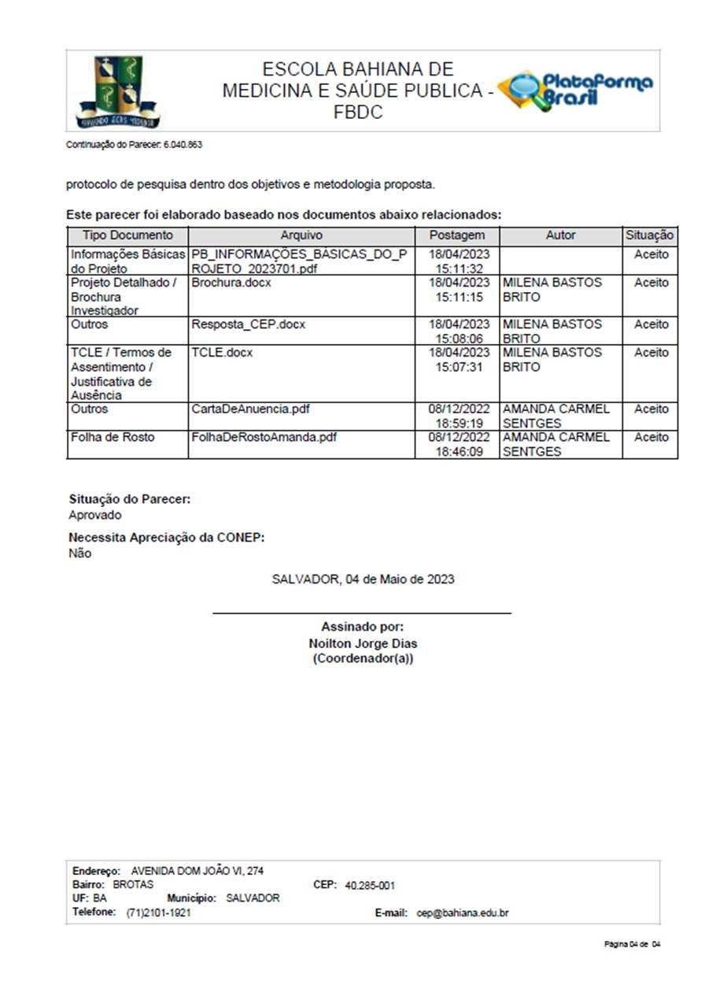 ESCOLA BAHIANA DE
MEDICINA E SAÚDE PUBLICA -
FBDC
Plataforma
Brasil
Continuação do Parecer: 6.040.863
protocolo de pesquisa dentro dos objetivos e metodologia proposta.
Este parecer foi elaborado baseado nos documentos abaixo relacionados:
Tipo Documento Arquivo Postagem Autor Situação
Informações Básicas PB_INFORMAÇÕES_BÁSICAS_DO_P 18/04/2023 Aceito
do Projeto ROJETO_2023701.pdf 15:11:32
Projeto Detalhado / Brochura.docx 18/04/2023 MILENA BASTOS Aceito
Brochura 15:11:15 BRITO
Investigador
Outros Resposta_CEP.docx 18/04/2023 MILENA BASTOS Aceito
15:08:06 BRITO
TCLE / Termos de TCLE.docx 18/04/2023 MILENA BASTOS Aceito
Assentimento / 15:07:31 BRITO
Justificativa de
Ausência
Outros CartaDeAnuencia.pdf 08/12/2022 AMANDA CARMEL Aceito
18:59:19 SENTGES
Folha de Rosto FolhaDeRostoAmanda.pdf 08/12/2022 AMANDA CARMEL Aceito
18:46:09 SENTGES
Situação do Parecer:
Aprovado
Necessita Apreciação da CONEP:
Não
SALVADOR, 04 de Maio de 2023
Assinado por:
Noilton Jorge Dias
(Coordenador(a))
Endereço: AVENIDA DOM JOÃO VI, 274
Bairro: BROTAS CEP: 40.285-001
UF: BA Município: SALVADOR
Telefone: (71)2101-1921 E-mail: cep@bahiana.edu.br
Página 04 de 04